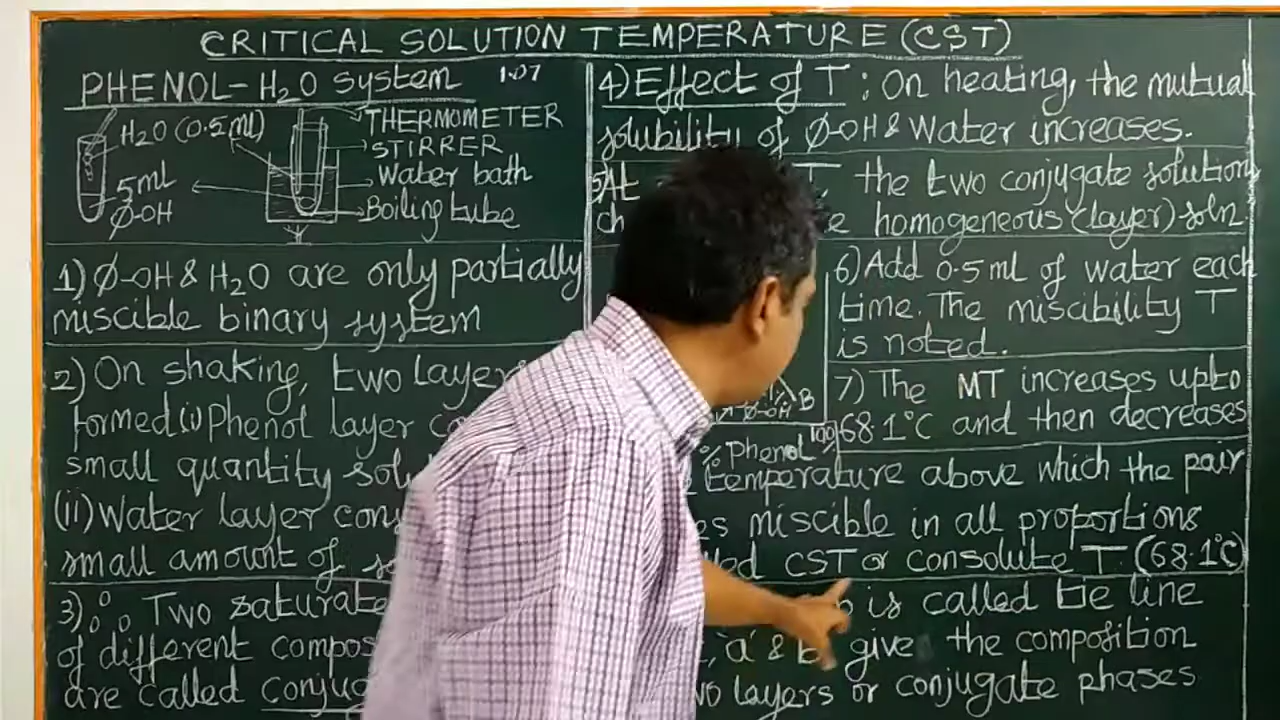 CRITICAL SOLUTION TEMPERATURE (CST)
PHENOL-H₂O System 1.07
H₂O (0.5ml)
5ml
Ø-OH
THERMOMETER
STIRRER
Water bath
Boiling tube
1) Ø-OH & H₂O are only partially
miscible binary system
2) On shaking, two layer
formed (i) Phenol layer
small quantity
(ii) Water layer
small amount of
3) ∴ Two
of different
are called
4) Effect of T ; On heating, the mutual
solubility of Ø-OH & Water increases.
5) At T, the two conjugate solution
homogeneous (layer) soln.
B
Ø-OH
% Phenol 100%
6) Add 0.5ml of water each
time. The miscibility T
is noted.
7) The MT increases upto
68.1°C and then decreases
Temperature above which the pair
miscible in all proportions
CST or consolute T (68.1°C)
b is called tie line
'a' & b give the composition
layers or conjugate phases